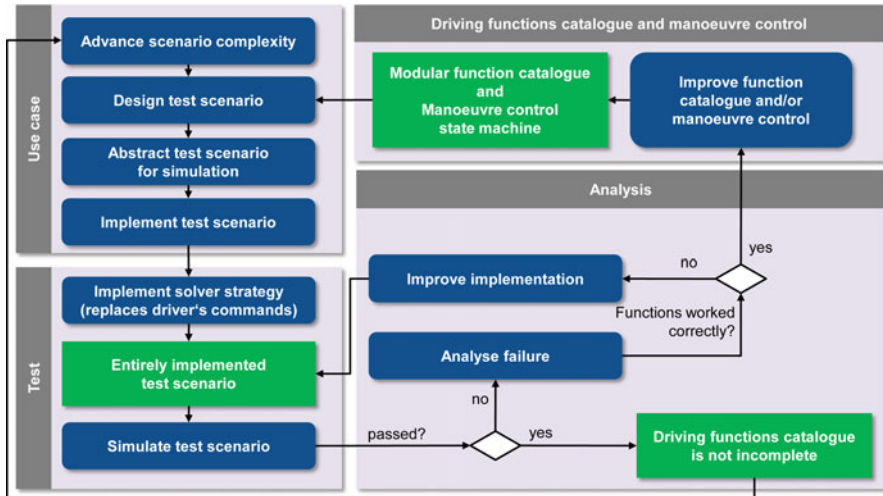 Use case
Advance scenario complexity
Design test scenario
Abstract test scenario
for simulation
Implement test scenario
Driving functions catalogue and manoeuvre control
Modular function catalogue
and
Manoeuvre control
state machine
Improve function
catalogue and/or
manoeuvre control
Test
Implement solver strategy
(replaces driver's commands)
Entirely implemented
test scenario
Simulate test scenario
Analysis
yes
no
Improve implementation
Functions worked
correctly?
Analyse failure
no
passed?
yes
Driving functions catalogue
is not incomplete